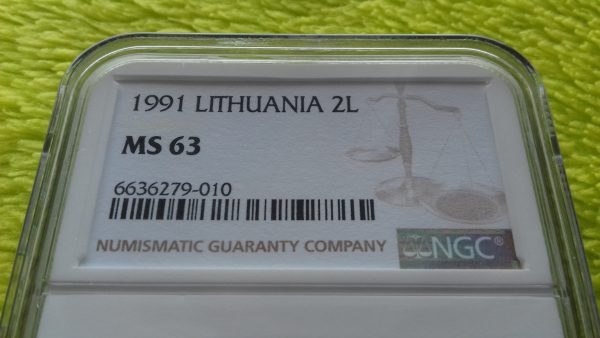 1991 LITHUANIA 2L
MS 63
6636279-010
NUMISMATIC GUARANTY COMPANY
NGC®